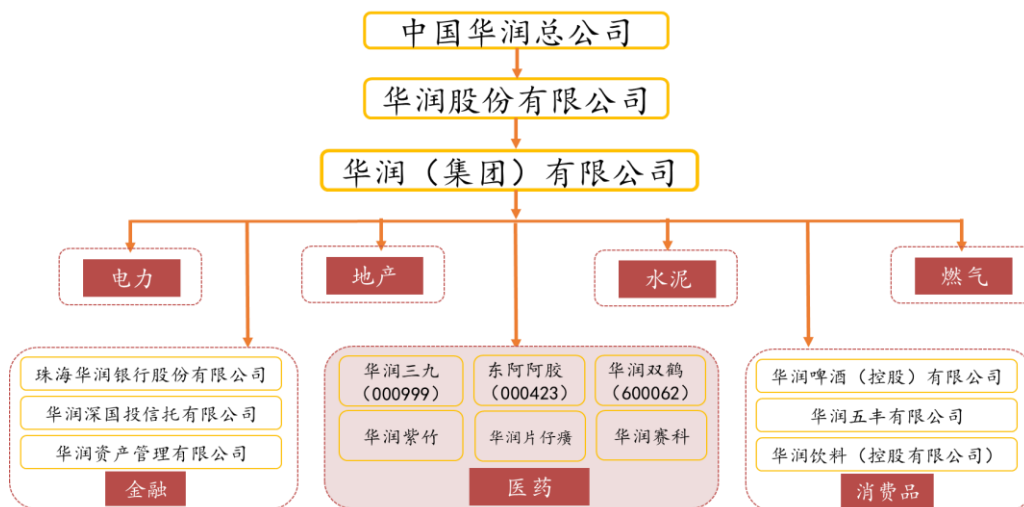 中国华润总公司
华润股份有限公司
华润（集团）有限公司
电力
地产
水泥
燃气
珠海华润银行股份有限公司
华润深国投信托有限公司
华润资产管理有限公司
金融
华润三九
（000999）
东阿阿胶
（000423）
华润双鹤
（600062）
华润紫竹
华润片仔癀
华润赛科
医药
华润啤酒（控股）有限公司
华润五丰有限公司
华润饮料（控股有限公司）
消费品